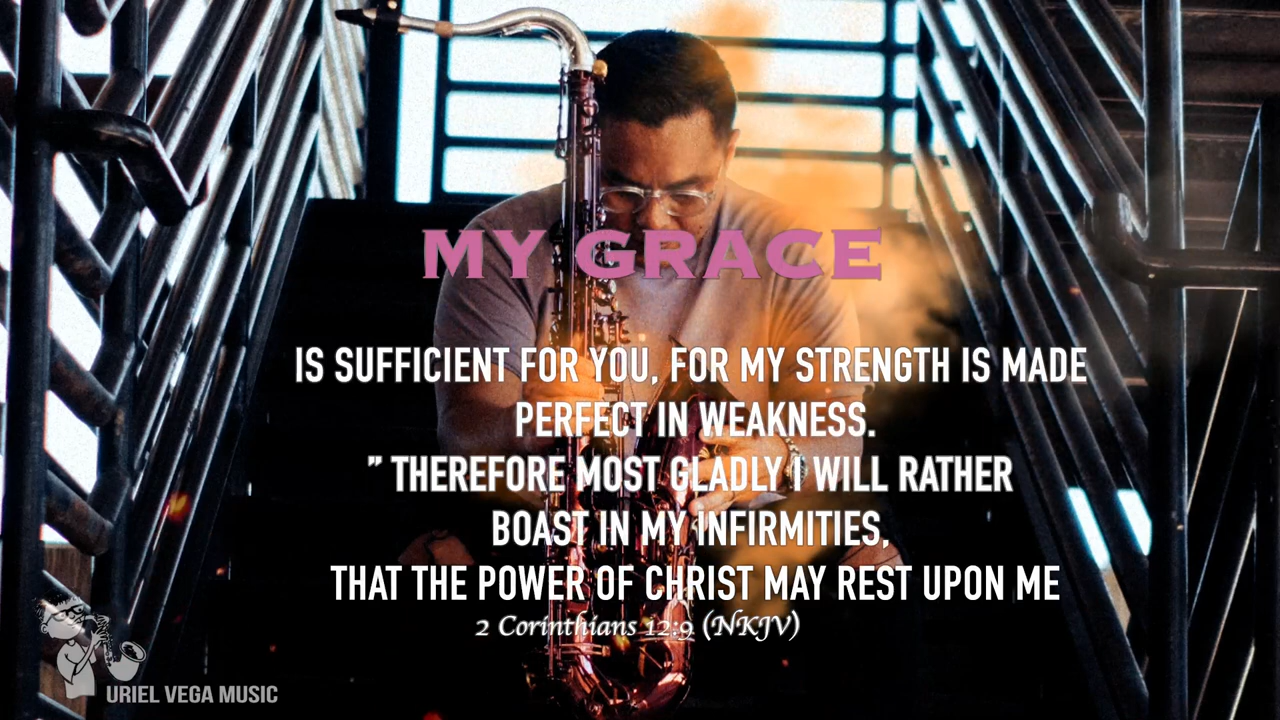 MY GRACE
IS SUFFICIENT FOR YOU, FOR MY STRENGTH IS MADE
PERFECT IN WEAKNESS.
” THEREFORE MOST GLADLY I WILL RATHER
BOAST IN MY INFIRMITIES,
THAT THE POWER OF CHRIST MAY REST UPON ME
2 Corinthians 12:9 (NKJV)
URIEL VEGA MUSIC